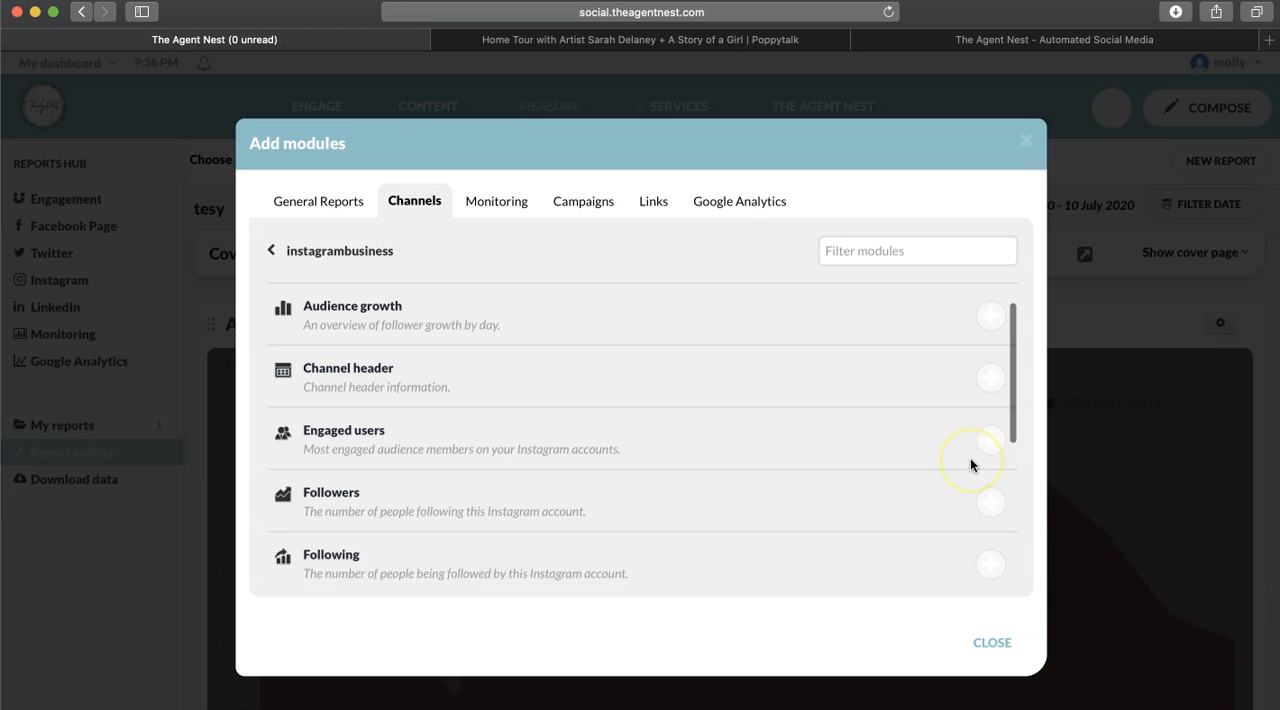 social.theagentnest.com
The Agent Nest (0 unread)
Home Tour with Artist Sarah Delaney + A Story of a Girl | Poppytalk
The Agent Nest - Automated Social Media
My dashboard
9:36 PM
molly
ENGAGE
CONTENT
MEASURE
SERVICES
THE AGENT NEST
COMPOSE
Add modules
REPORTS HUB
Choose
NEW REPORT
Engagement
Facebook Page
Twitter
Instagram
LinkedIn
Monitoring
Google Analytics
My reports 1
Report builder
Download data
General Reports
Channels
Monitoring
Campaigns
Links
Google Analytics
tesy
0 - 10 July 2020
FILTER DATE
Cov
Show cover page
instagrambusiness
Filter modules
Audience growth
An overview of follower growth by day.
Channel header
Channel header information.
Engaged users
Most engaged audience members on your Instagram accounts.
Followers
The number of people following this Instagram account.
Following
The number of people being followed by this Instagram account.
CLOSE